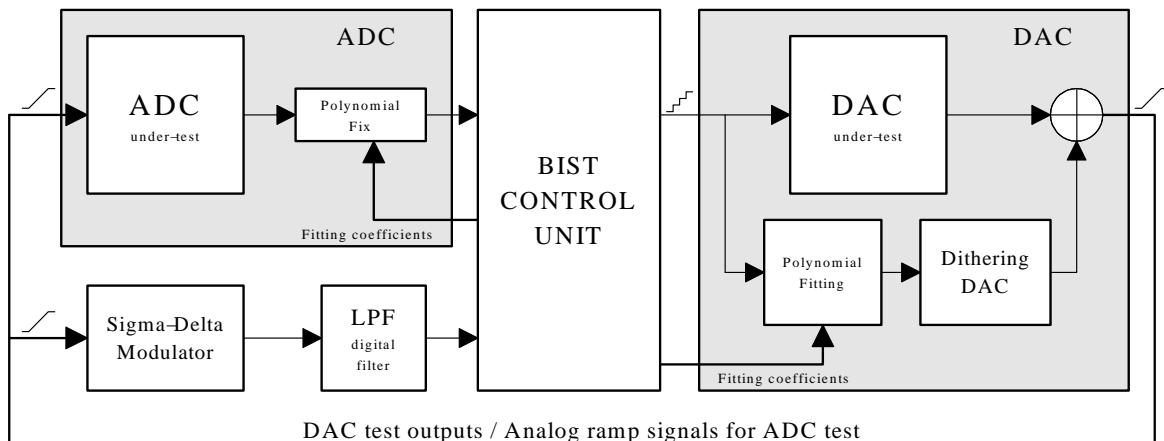 ADC
ADC
under-test
Polynomial
Fix
Fitting coefficients
Sigma-Delta
Modulator
LPF
digital
filter
BIST
CONTROL
UNIT
DAC
DAC
under-test
Polynomial
Fitting
Dithering
DAC
Fitting coefficients
DAC test outputs / Analog ramp signals for ADC test